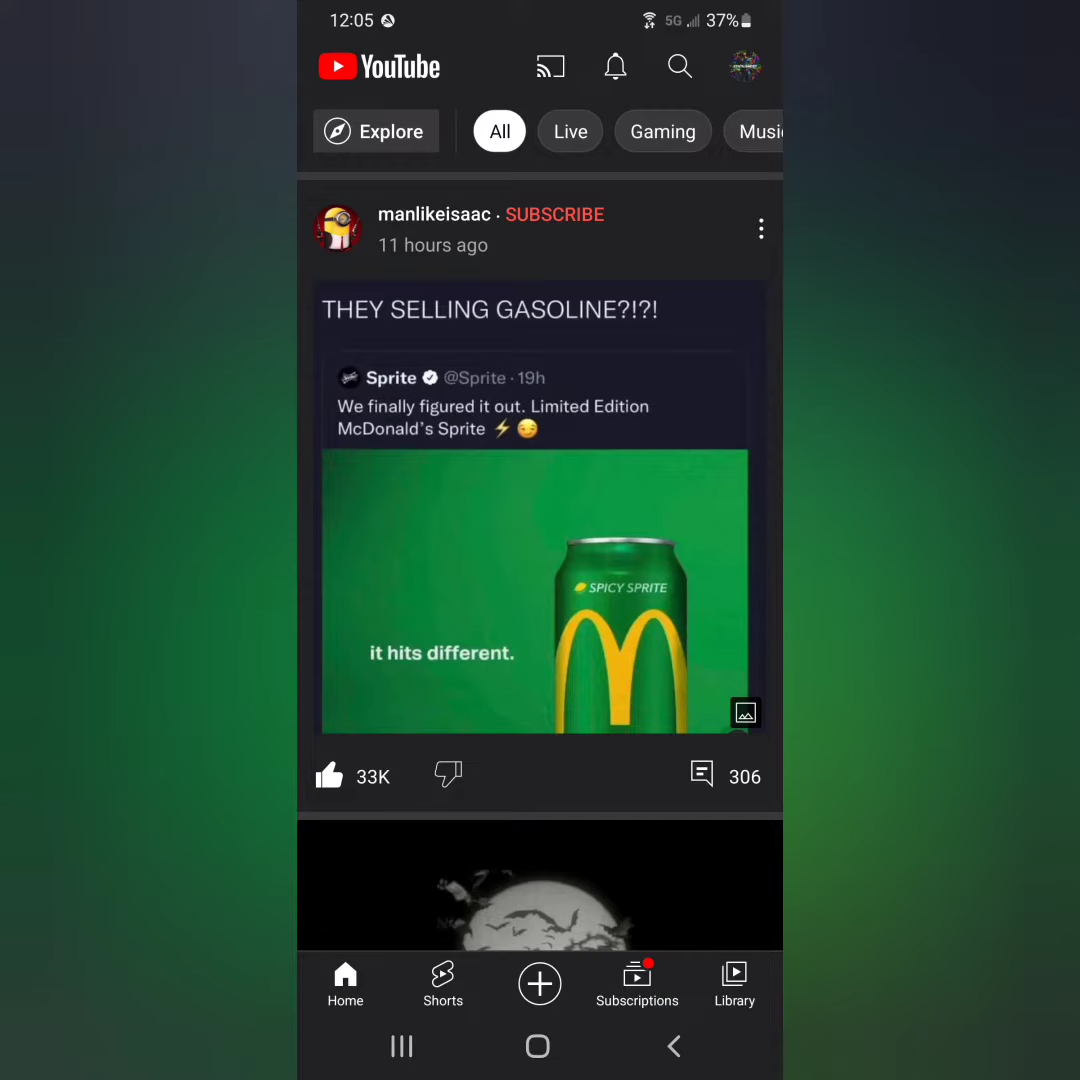 12:05 5G 37%
YouTube
Explore All Live Gaming Musi
manlikeisaac · SUBSCRIBE
11 hours ago
THEY SELLING GASOLINE?!?!
Sprite @Sprite · 19h
We finally figured it out. Limited Edition
McDonald's Sprite ⚡ 😏
SPICY SPRITE
it hits different.
33K 306
Home Shorts Subscriptions Library